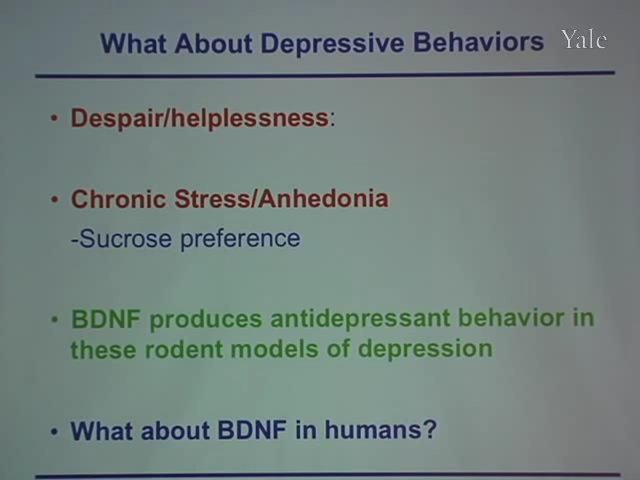 What About Depressive Behaviors
Yale
• Despair/helplessness:
• Chronic Stress/Anhedonia
-Sucrose preference
• BDNF produces antidepressant behavior in
these rodent models of depression
• What about BDNF in humans?